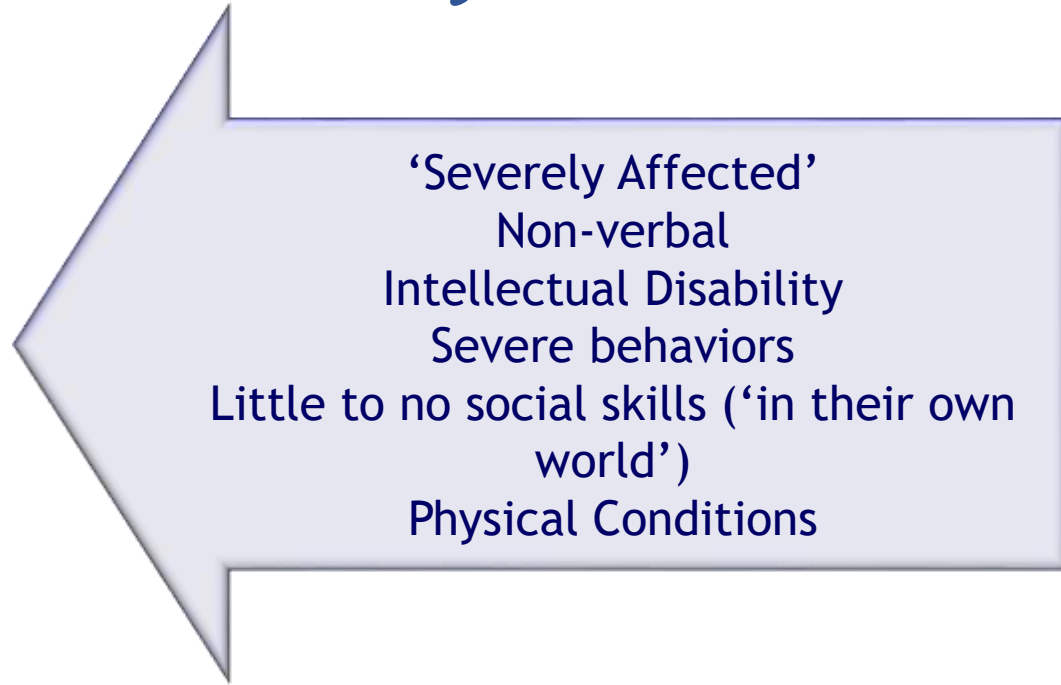 ‘Severely Affected’
Non-verbal
Intellectual Disability
Severe behaviors
Little to no social skills (‘in their own
world’)
Physical Conditions